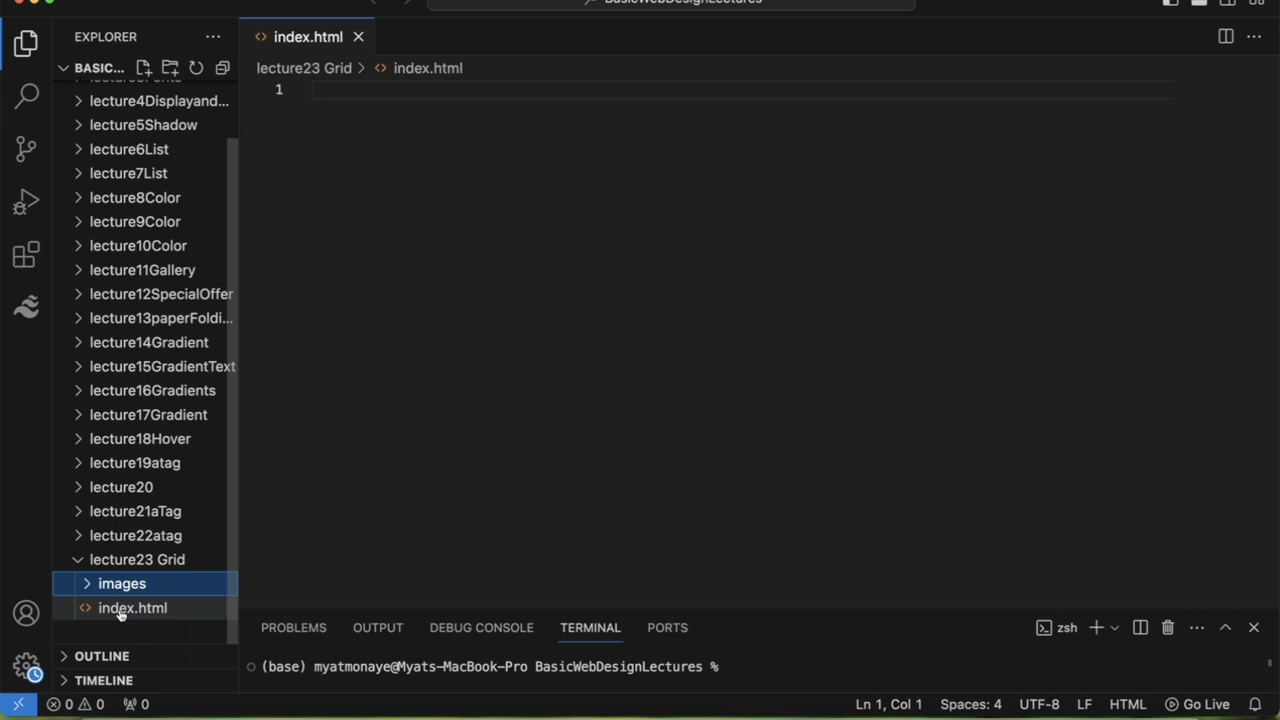 BasicWebDesignLectures
EXPLORER
index.html
BASIC...
lecture23 Grid > index.html
1
lecture4Displayand...
lecture5Shadow
lecture6List
lecture7List
lecture8Color
lecture9Color
lecture10Color
lecture11Gallery
lecture12SpecialOffer
lecture13paperFoldi...
lecture14Gradient
lecture15GradientText
lecture16Gradients
lecture17Gradient
lecture18Hover
lecture19atag
lecture20
lecture21aTag
lecture22atag
lecture23 Grid
images
index.html
OUTLINE
TIMELINE
PROBLEMS OUTPUT DEBUG CONSOLE TERMINAL PORTS zsh
(base) myatmonaye@Myats-MacBook-Pro BasicWebDesignLectures %
0 0 0 Ln 1, Col 1 Spaces: 4 UTF-8 LF HTML Go Live